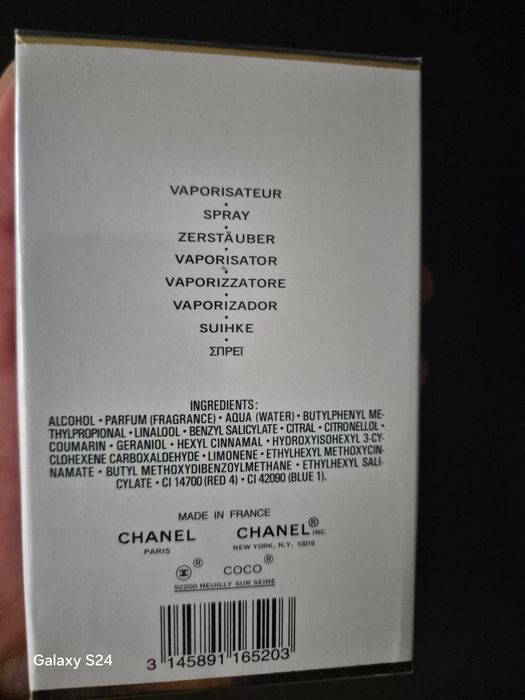 VAPORISATEUR
•
SPRAY
•
ZERSTÄUBER
•
VAPORISATOR
•
VAPORIZZATORE
•
VAPORIZADOR
•
SUIHKE
•
ΣΠΡΕΪ
INGREDIENTS:
ALCOHOL • PARFUM (FRAGRANCE) • AQUA (WATER) • BUTYLPHENYL ME-
THYLPROPIONAL • LINALOOL • BENZYL SALICYLATE • CITRAL • CITRONELLOL •
COUMARIN • GERANIOL • HEXYL CINNAMAL • HYDROXYISOHEXYL 3-CY-
CLOHEXENE CARBOXALDEHYDE • LIMONENE • ETHYLHEXYL METHOXYCIN-
NAMATE • BUTYL METHOXYDIBENZOYLMETHANE • ETHYLHEXYL SALI-
CYLATE • CI 14700 (RED 4) • CI 42090 (BLUE 1).
MADE IN FRANCE
CHANEL CHANEL® INC.
PARIS NEW YORK, N.Y. 10019
® COCO®
92200 NEUILLY SUR SEINE
3 145891 165203
Galaxy S24